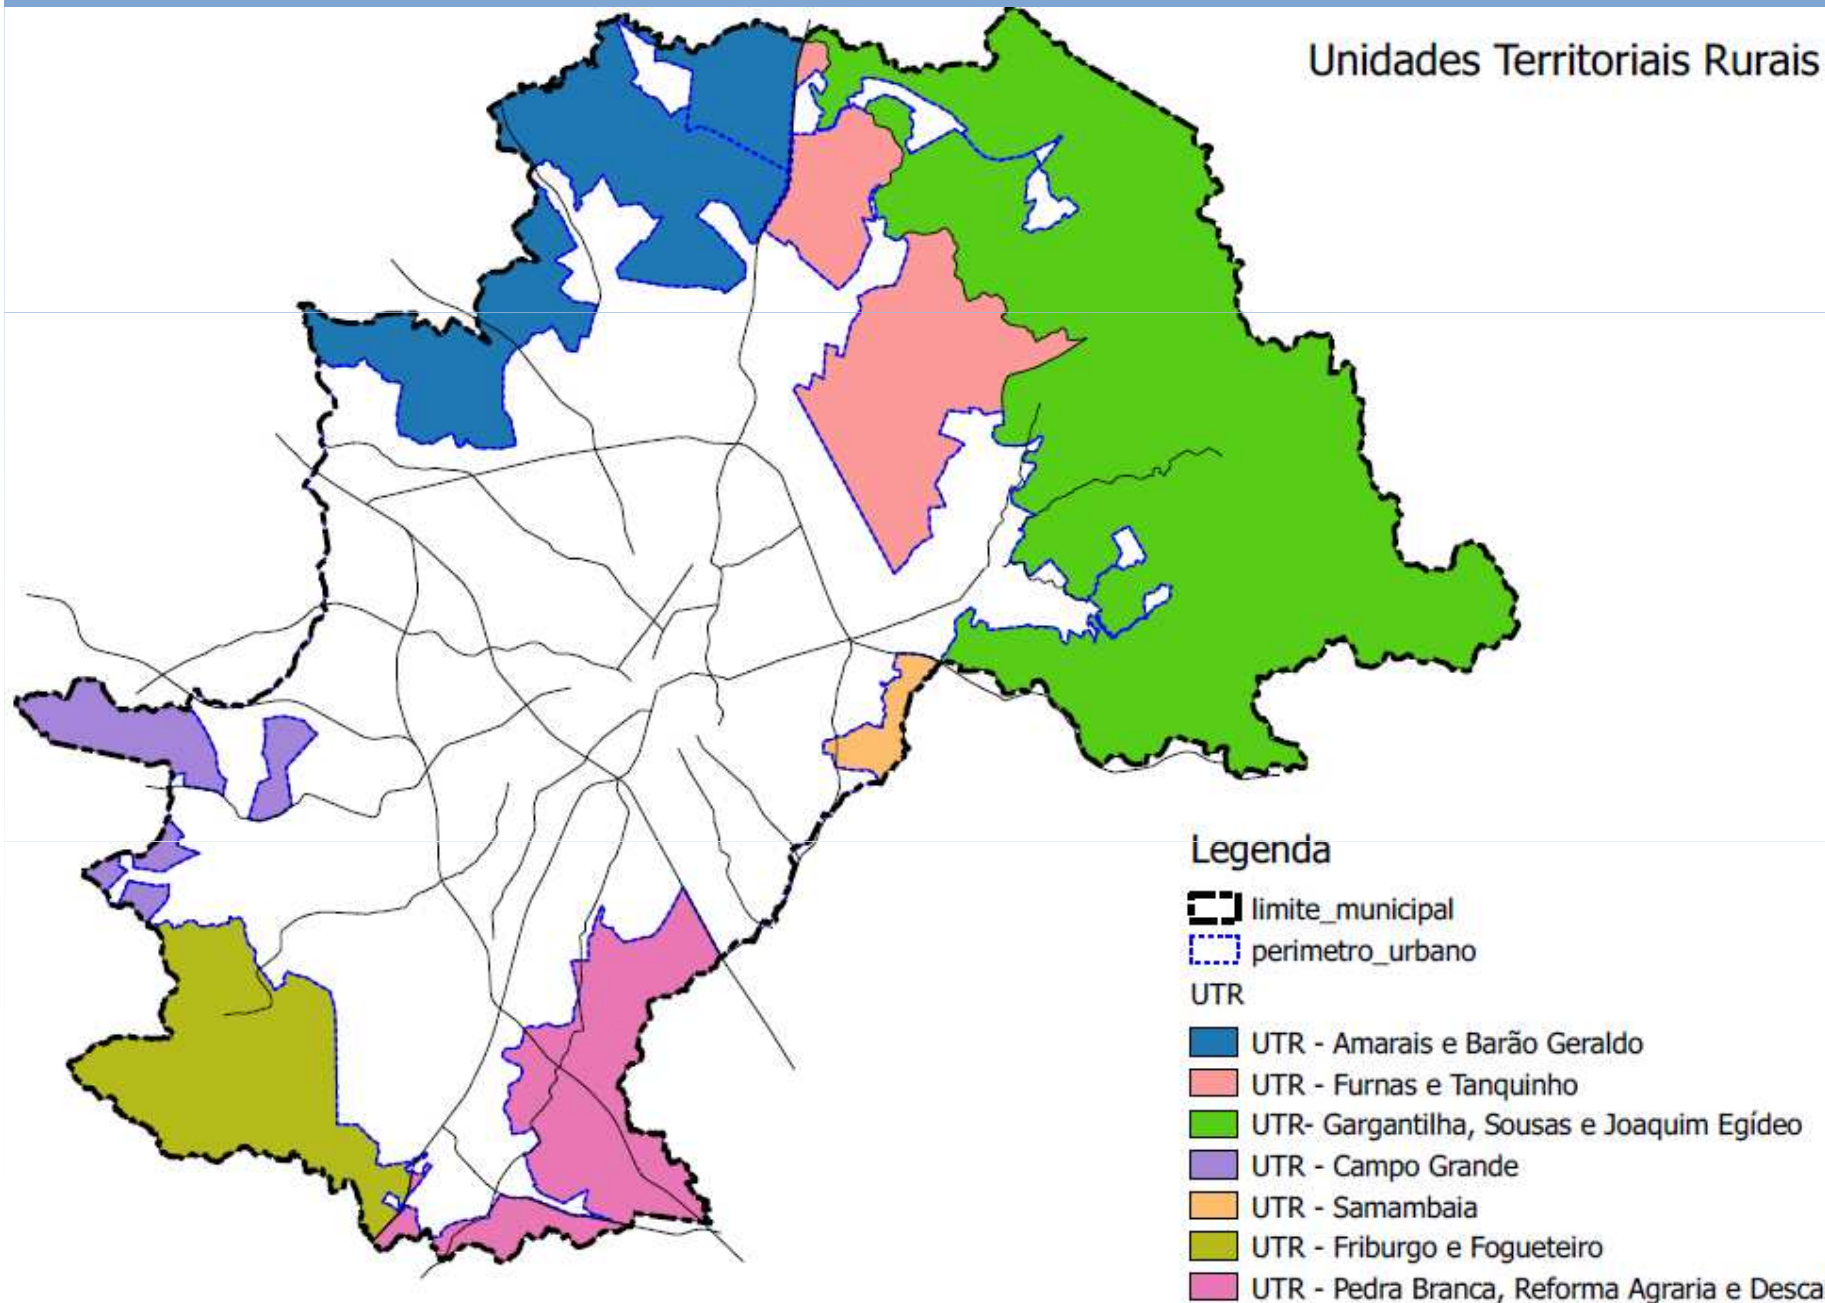 Unidades Territoriais Rurais
Legenda
limite_municipal
perimetro_urbano
UTR
UTR - Amarais e Barão Geraldo
UTR - Furnas e Tanquinho
UTR- Gargantilha, Sousas e Joaquim Egídeo
UTR - Campo Grande
UTR - Samambaia
UTR - Friburgo e Fogueteiro
UTR - Pedra Branca, Reforma Agraria e Desca